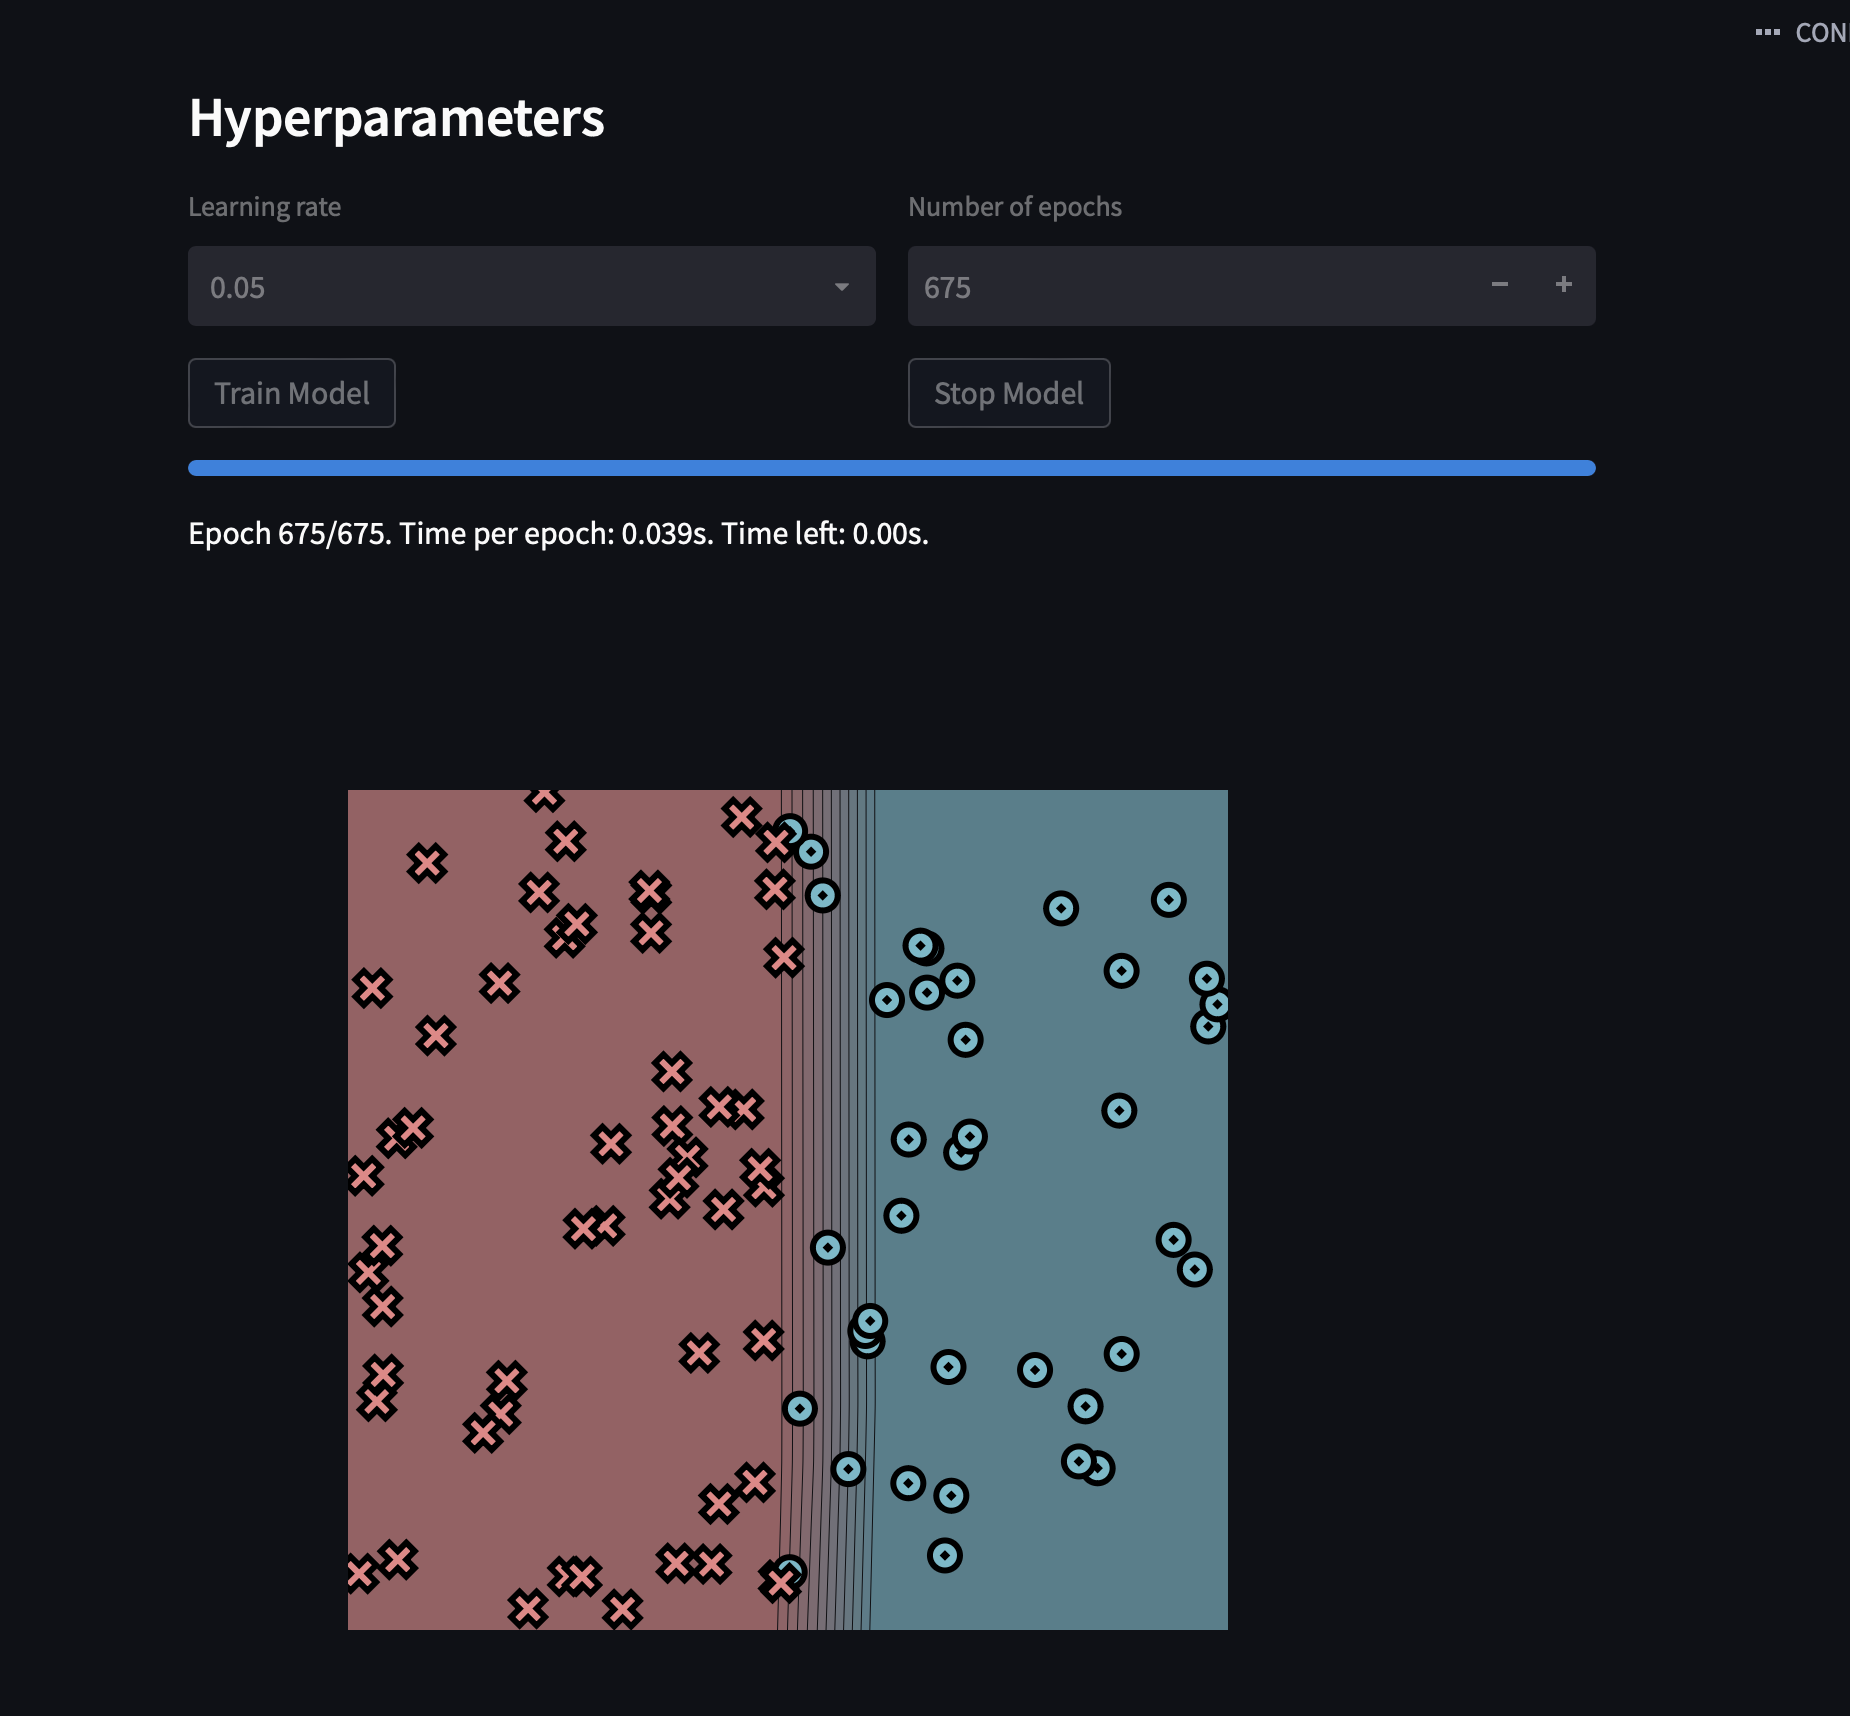 Hyperparameters
Learning rate
Number of epochs
0.05
675
Train Model
Stop Model
Epoch 675/675. Time per epoch: 0.039s. Time left: 0.00s.